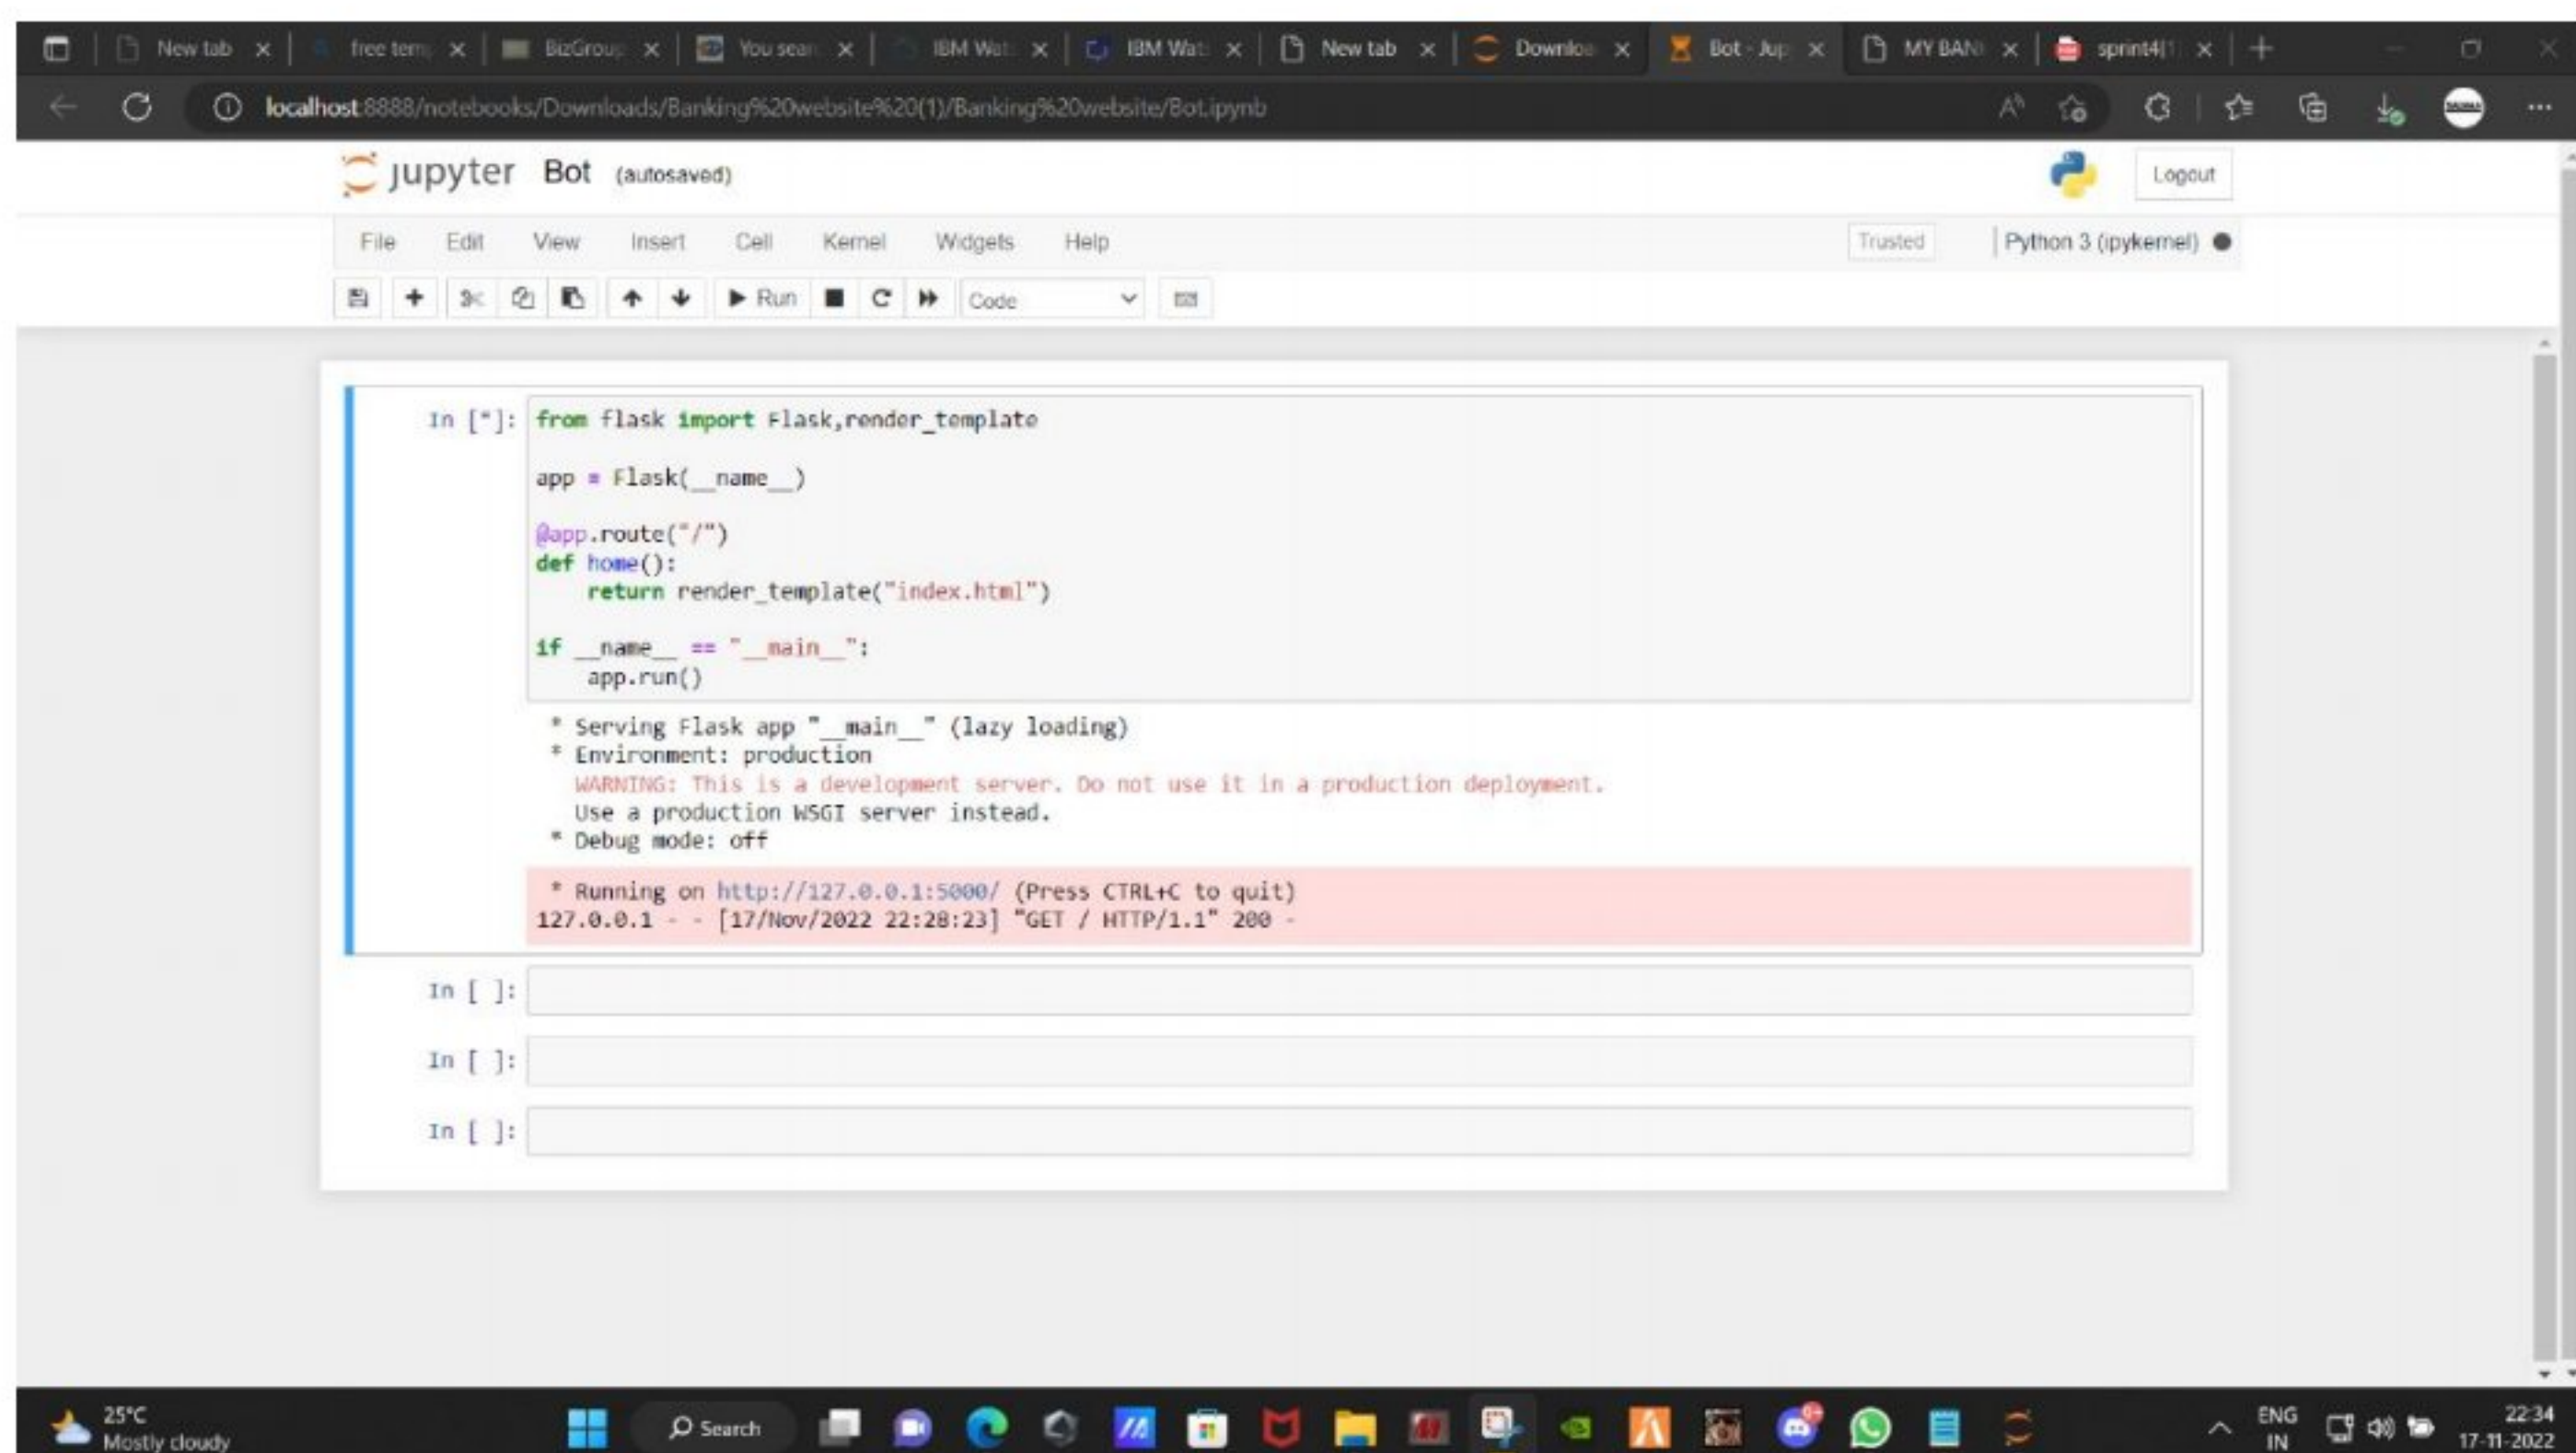 New tab
free tem
BizGroup
You sear
IBM Wat
IBM Wat
New tab
Downloa
Bot - Jup
MY BAN
sprint4(1
localhost:8888/notebooks/Downloads/Banking%20website%20(1)/Banking%20website/Bot.ipynb
jupyter Bot (autosaved)
Logout
File Edit View Insert Cell Kernel Widgets Help
Trusted
Python 3 (ipykernel)
Run
Code
In [*]: from flask import Flask,render_template
app = Flask(__name__)
@app.route("/")
def home():
    return render_template("index.html")
if __name__ == "__main__":
    app.run()
* Serving Flask app "__main__" (lazy loading)
* Environment: production
WARNING: This is a development server. Do not use it in a production deployment.
Use a production WSGI server instead.
* Debug mode: off
* Running on http://127.0.0.1:5000/ (Press CTRL+C to quit)
127.0.0.1 - - [17/Nov/2022 22:28:23] "GET / HTTP/1.1" 200 -
In [ ]:
In [ ]:
In [ ]:
25°C
Mostly cloudy
Search
ENG
IN
22:34
17-11-2022